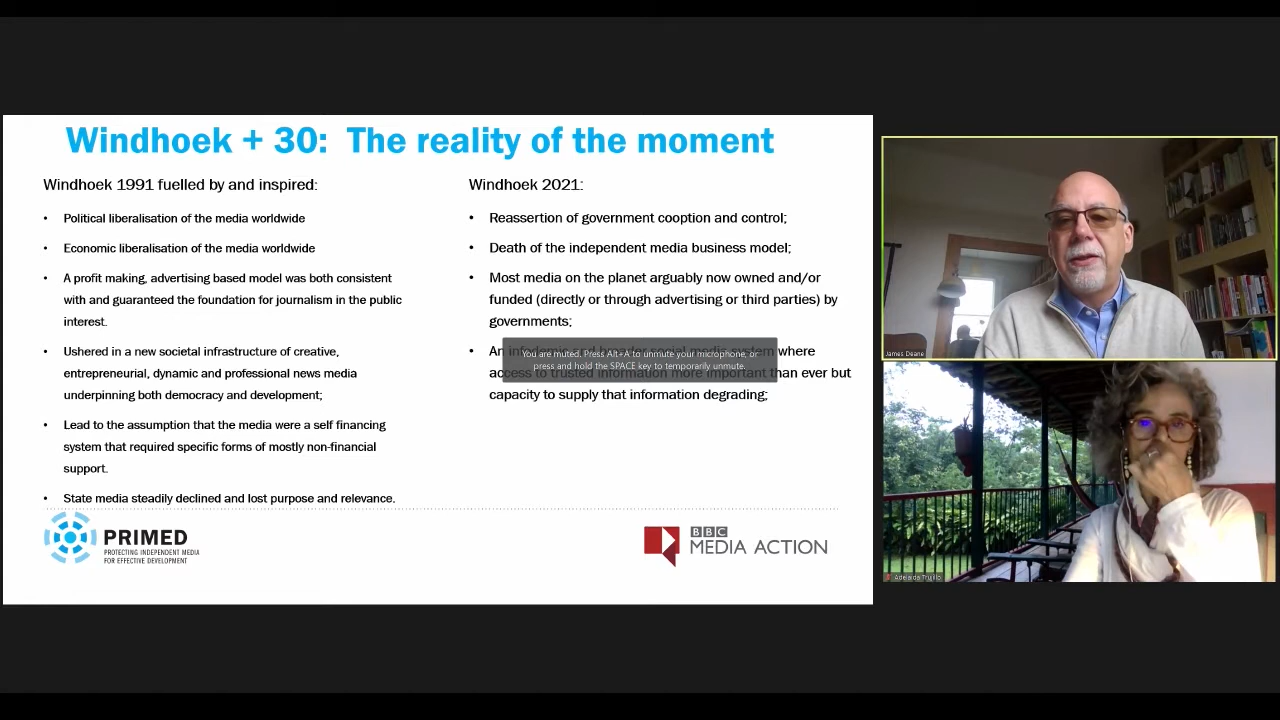 Windhoek + 30: The reality of the moment
Windhoek 1991 fuelled by and inspired:
• Political liberalisation of the media worldwide
• Economic liberalisation of the media worldwide
• A profit making, advertising based model was both consistent
with and guaranteed the foundation for journalism in the public
interest.
• Ushered in a new societal infrastructure of creative,
entrepreneurial, dynamic and professional news media
underpinning both democracy and development;
• Lead to the assumption that the media were a self financing
system that required specific forms of mostly non-financial
support.
• State media steadily declined and lost purpose and relevance.
Windhoek 2021:
• Reassertion of government cooption and control;
• Death of the independent media business model;
• Most media on the planet arguably now owned and/or
funded (directly or through advertising or third parties) by
governments;
• An infodemic and broader social media system where
access to trusted information more important than ever but
capacity to supply that information degrading;
You are muted. Press Alt+A to unmute your microphone, or
press and hold the SPACE key to temporarily unmute.
PRIMED
PROTECTING INDEPENDENT MEDIA
FOR EFFECTIVE DEVELOPMENT
BBC
MEDIA ACTION
James Deane
Adelaida Trujillo